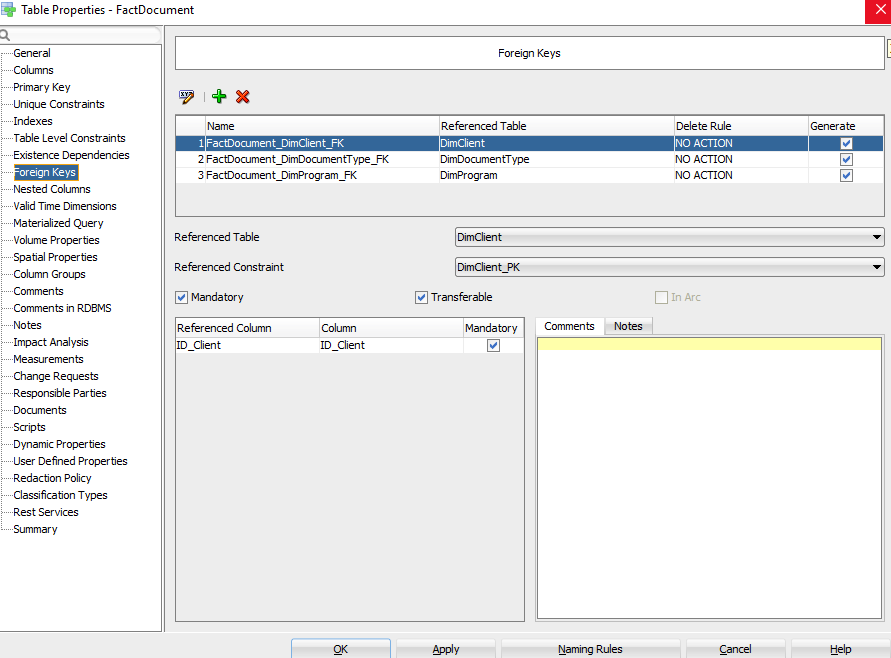 Table Properties - FactDocument
General
Columns
Primary Key
Unique Constraints
Indexes
Table Level Constraints
Existence Dependencies
Foreign Keys
Nested Columns
Valid Time Dimensions
Materialized Query
Volume Properties
Spatial Properties
Column Groups
Comments
Comments in RDBMS
Notes
Impact Analysis
Measurements
Change Requests
Responsible Parties
Documents
Scripts
Dynamic Properties
User Defined Properties
Redaction Policy
Classification Types
Rest Services
Summary
Foreign Keys
XYZ
Name Referenced Table Delete Rule Generate
1 FactDocument_DimClient_FK DimClient NO ACTION
2 FactDocument_DimDocumentType_FK DimDocumentType NO ACTION
3 FactDocument_DimProgram_FK DimProgram NO ACTION
Referenced Table DimClient
Referenced Constraint DimClient_PK
Mandatory Transferable In Arc
Referenced Column Column Mandatory
ID_Client ID_Client
Comments Notes
OK Apply Naming Rules Cancel Help